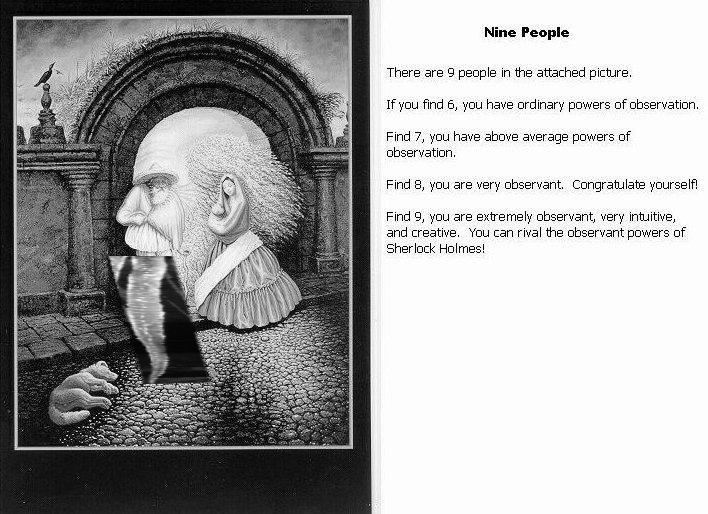 Nine People
There are 9 people in the attached picture.
If you find 6, you have ordinary powers of observation.
Find 7, you have above average powers of
observation.
Find 8, you are very observant.  Congratulate yourself!
Find 9, you are extremely observant, very intuitive,
and creative.  You can rival the observant powers of
Sherlock Holmes!